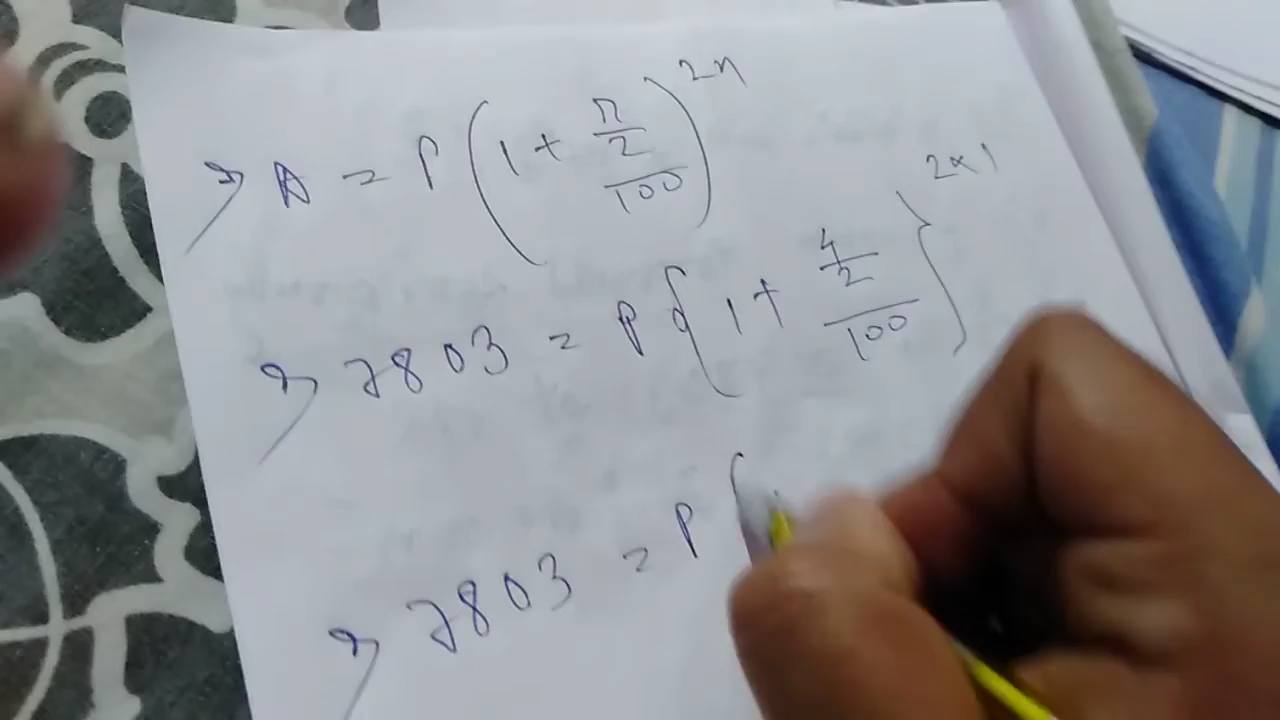 ⇒ A = P(1 + r/2/100)^2n
⇒ 7803 = P{1 + 4/2/100}^2×1
⇒ 7803 = P{